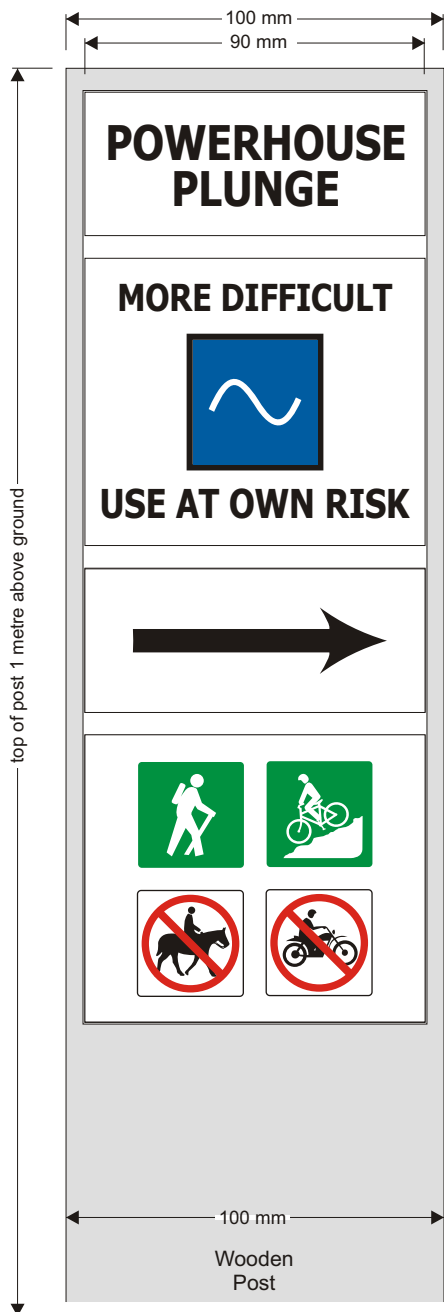 100 mm
90 mm
POWERHOUSE
PLUNGE
MORE DIFFICULT
USE AT OWN RISK
top of post 1 metre above ground
100 mm
Wooden
Post